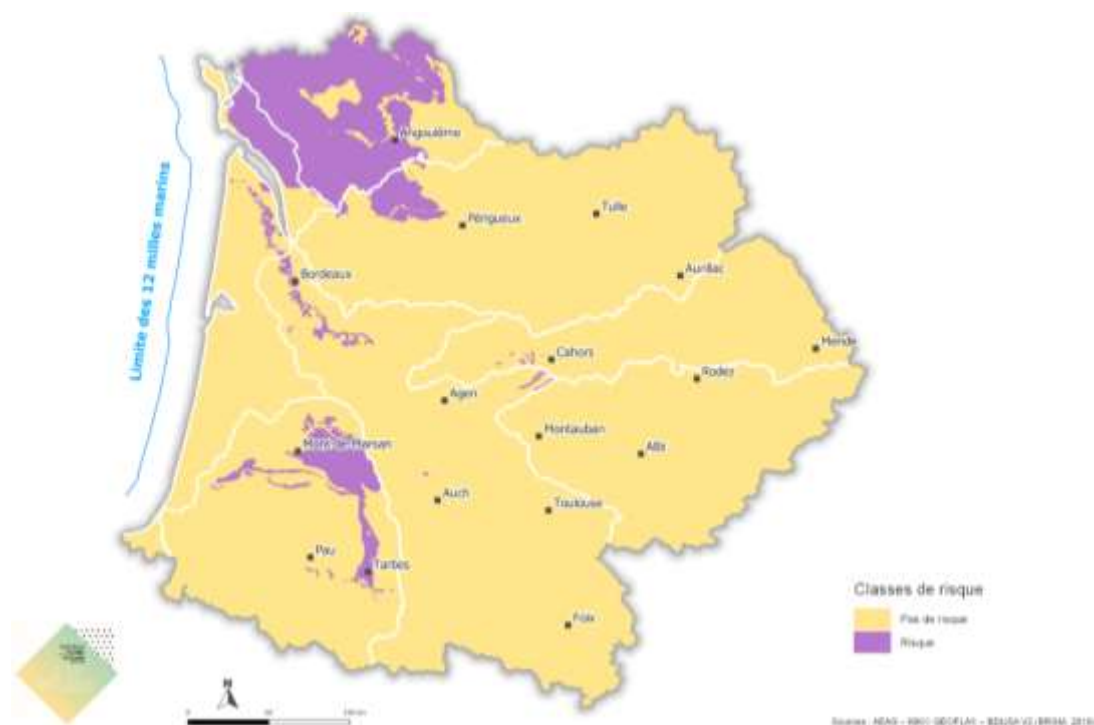 Limite des 12 milles marins
Angoulême
Périgueux
Tulle
Bordeaux
Aurillac
Cahors
Mende
Rodez
Agen
Montauban
Mont-de-Marsan
Albi
Auch
Toulouse
Pau
Tarbes
Foix
Classes de risque
Pas de risque
Risque
N
0